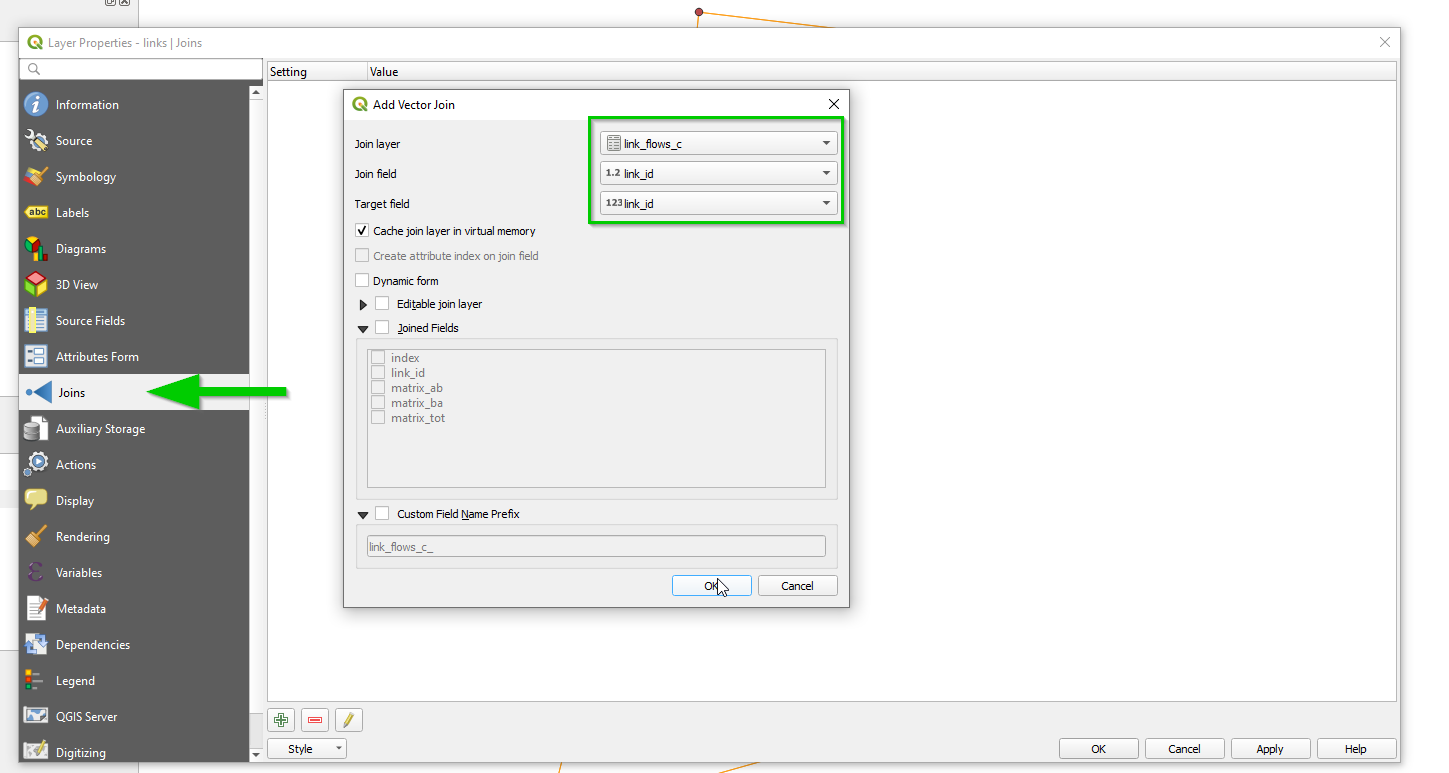 Layer Properties - links | Joins
Setting Value
Information
Source
Symbology
abc Labels
Diagrams
3D View
Source Fields
Attributes Form
Joins
Auxiliary Storage
Actions
Display
Rendering
Variables
Metadata
Dependencies
Legend
QGIS Server
Digitizing
Add Vector Join
Join layer link_flows_c
Join field 1.2 link_id
Target field 123 link_id
Cache join layer in virtual memory
Create attribute index on join field
Dynamic form
Editable join layer
Joined Fields
index
link_id
matrix_ab
matrix_ba
matrix_tot
Custom Field Name Prefix
link_flows_c_
OK Cancel
Style OK Cancel Apply Help